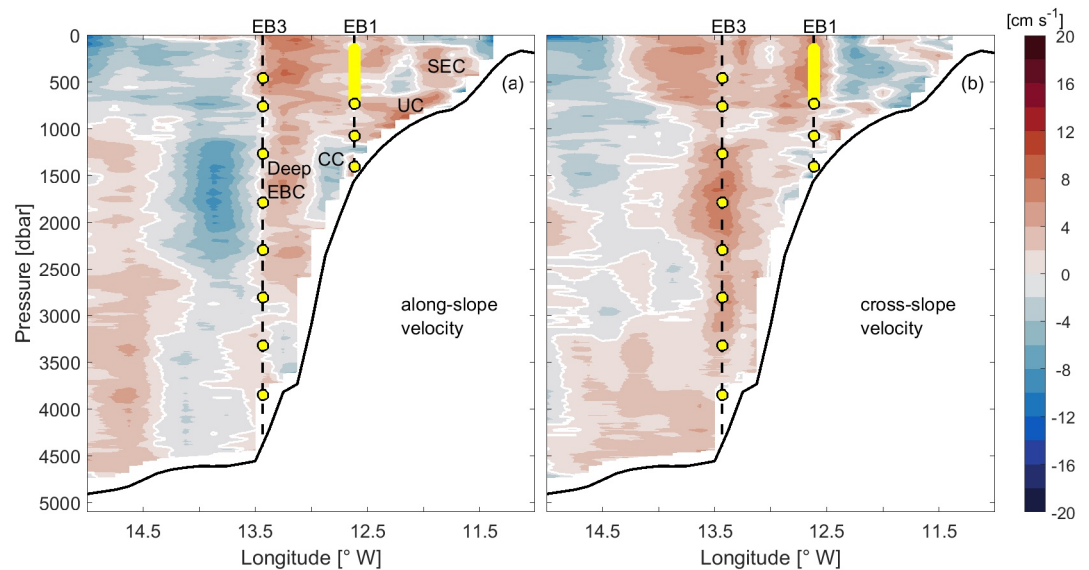 EB3 EB1 EB3 EB1 [cm s⁻¹]
0
500
1000
1500
2000
2500
3000
3500
4000
4500
5000
Pressure [dbar]
SEC
(a)
UC
CC
Deep
EBC
along-slope
velocity
14.5 13.5 12.5 11.5
Longitude [° W]
(b)
cross-slope
velocity
14.5 13.5 12.5 11.5
Longitude [° W]
20
16
12
8
4
0
-4
-8
-12
-16
-20